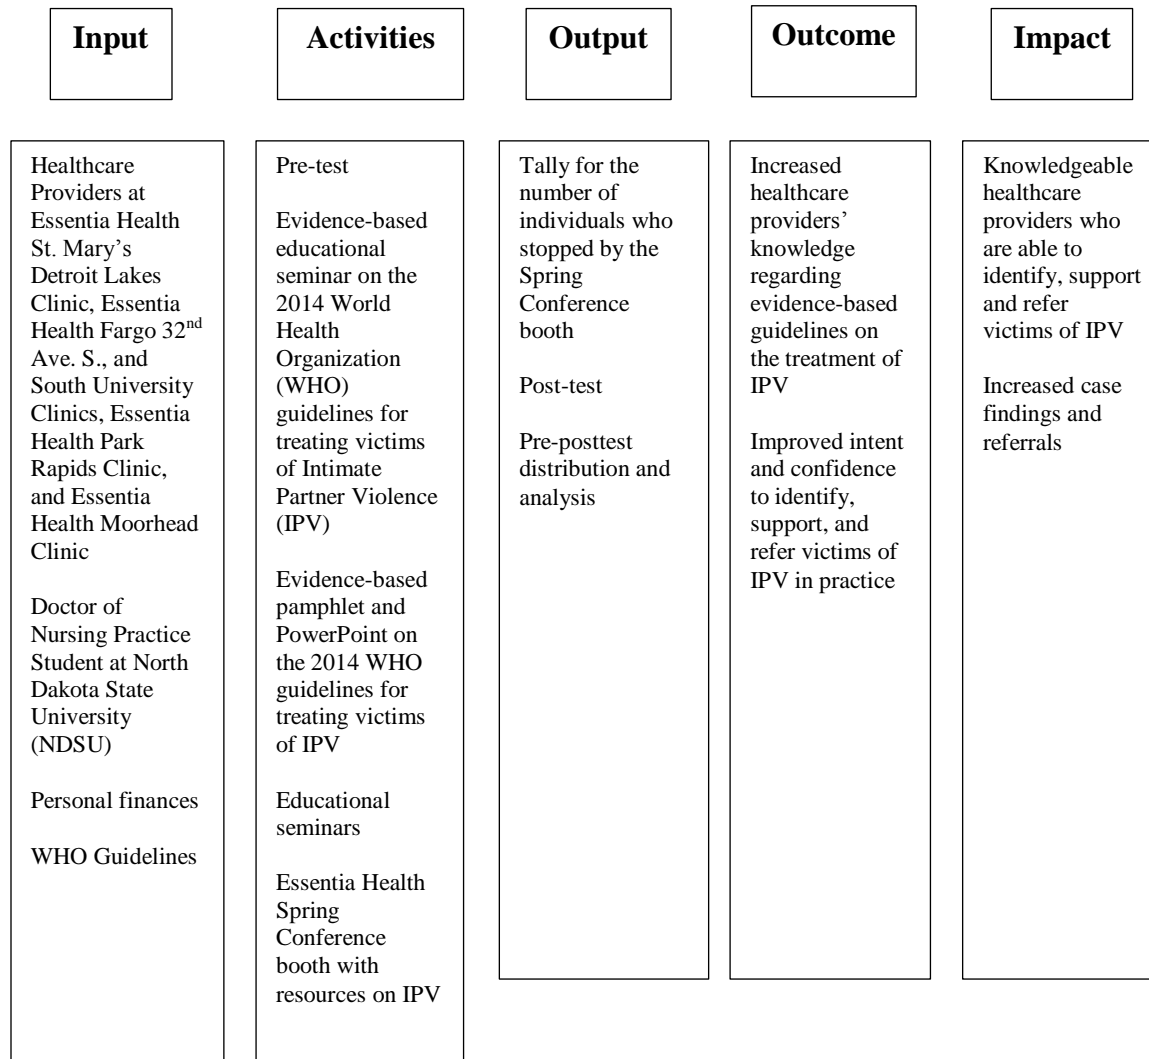 Input
Activities
Output
Outcome
Impact
Healthcare
Providers at
Essentia Health
St. Mary’s
Detroit Lakes
Clinic, Essentia
Health Fargo 32nd
Ave. S., and
South University
Clinics, Essentia
Health Park
Rapids Clinic,
and Essentia
Health Moorhead
Clinic
Doctor of
Nursing Practice
Student at North
Dakota State
University
(NDSU)
Personal finances
WHO Guidelines
Pre-test
Evidence-based
educational
seminar on the
2014 World
Health
Organization
(WHO)
guidelines for
treating victims
of Intimate
Partner Violence
(IPV)
Evidence-based
pamphlet and
PowerPoint on
the 2014 WHO
guidelines for
treating victims
of IPV
Educational
seminars
Essentia Health
Spring
Conference
booth with
resources on IPV
Tally for the
number of
individuals who
stopped by the
Spring
Conference
booth
Post-test
Pre-posttest
distribution and
analysis
Increased
healthcare
providers’
knowledge
regarding
evidence-based
guidelines on
the treatment of
IPV
Improved intent
and confidence
to identify,
support, and
refer victims of
IPV in practice
Knowledgeable
healthcare
providers who
are able to
identify, support
and refer
victims of IPV
Increased case
findings and
referrals